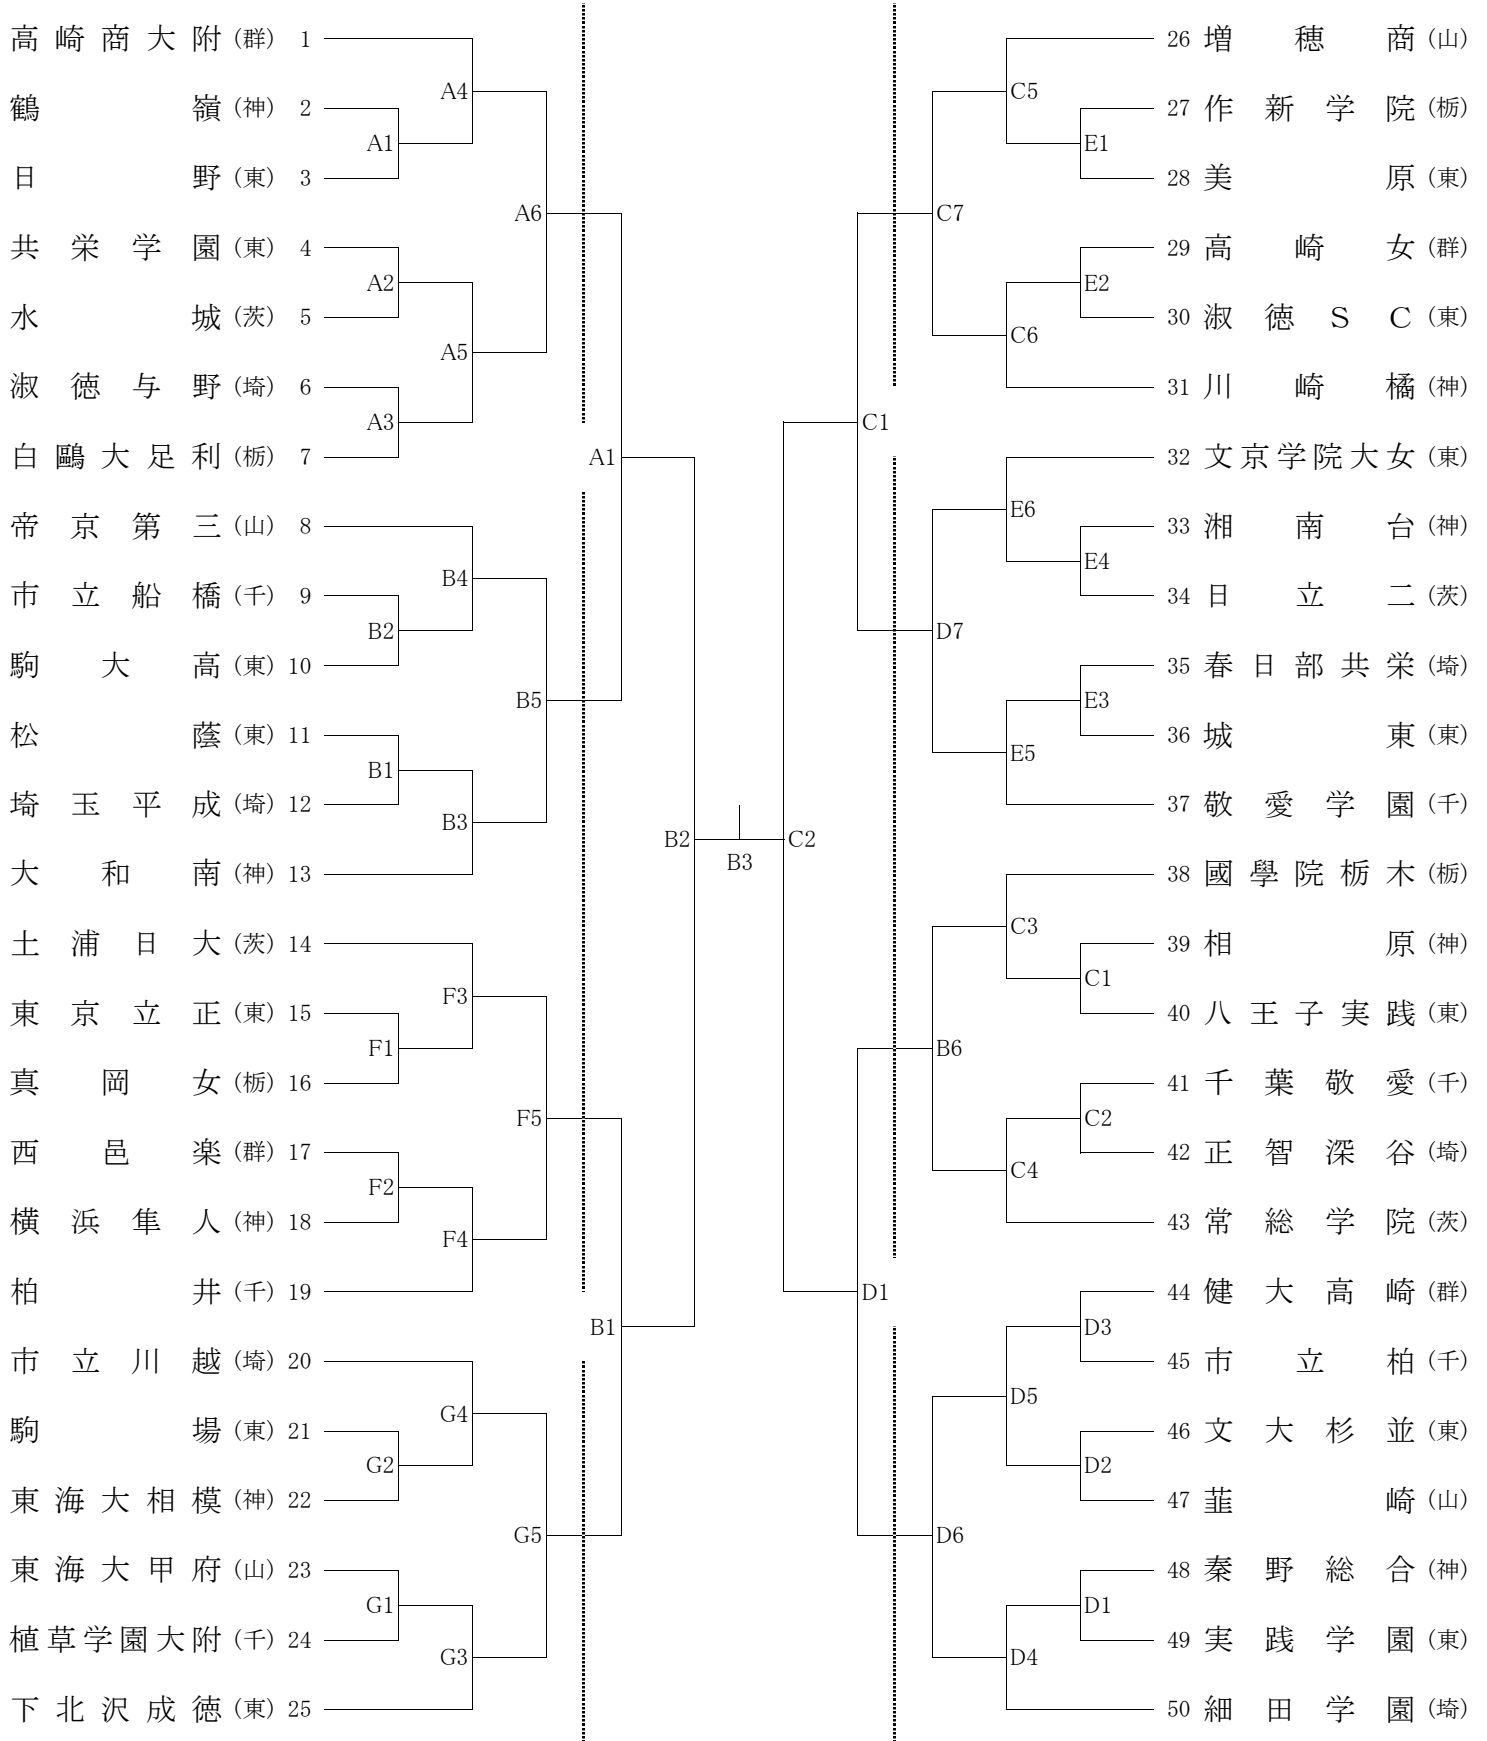 高崎商大附 (群) 1
鶴嶺 (神) 2
日野 (東) 3
共栄学園 (東) 4
水城 (茨) 5
淑徳与野 (埼) 6
白鷗大足利 (栃) 7
帝京第三 (山) 8
市立船橋 (千) 9
駒大高 (東) 10
松蔭 (東) 11
埼玉平成 (埼) 12
大和南 (神) 13
土浦日大 (茨) 14
東京立正 (東) 15
真岡女 (栃) 16
西邑楽 (群) 17
横浜隼人 (神) 18
柏井 (千) 19
市立川越 (埼) 20
駒場 (東) 21
東海大相模 (神) 22
東海大甲府 (山) 23
植草学園大附 (千) 24
下北沢成徳 (東) 25
A1
A2
A3
B2
B1
F1
F2
G2
G1
A4
A5
B4
B3
F3
F4
G4
G3
A6
B5
F5
G5
A1
B1
B2
B3
C2
C1
D1
C7
D7
B6
D6
C5
C6
E6
E5
C3
C4
D5
D4
E1
E2
E4
E3
C1
C2
D3
D2
D1
26 増穂商 (山)
27 作新学院 (栃)
28 美原 (東)
29 高崎女 (群)
30 淑徳SC (東)
31 川崎橘 (神)
32 文京学院大女 (東)
33 湘南台 (神)
34 日立二 (茨)
35 春日部共栄 (埼)
36 城東 (東)
37 敬愛学園 (千)
38 國學院栃木 (栃)
39 相原 (神)
40 八王子実践 (東)
41 千葉敬愛 (千)
42 正智深谷 (埼)
43 常総学院 (茨)
44 健大高崎 (群)
45 市立柏 (千)
46 文大杉並 (東)
47 韮崎 (山)
48 秦野総合 (神)
49 実践学園 (東)
50 細田学園 (埼)